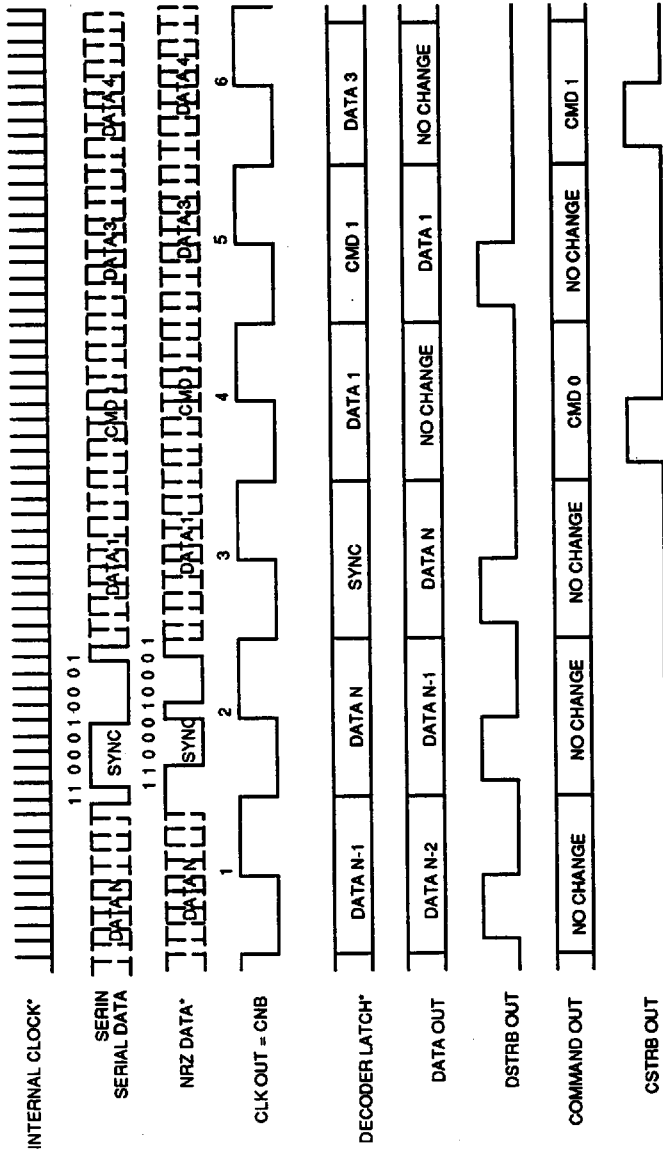 INTERNAL CLOCK*
1 1 0 0 0 1 0 0 0 1
SERIN
SERIAL DATA
DATA N SYNC DATA 1 CMD 1 DATA 3 DATA 4
1 1 0 0 0 1 0 0 0 1
NRZ DATA* DATA N SYNC DATA 1 CMD DATA 3 DATA 4
1 2 3 4 5 6
CLK OUT = CNB
DECODER LATCH* DATA N-1 DATA N SYNC DATA 1 CMD 1 DATA 3
DATA OUT DATA N-2 DATA N-1 DATA N NO CHANGE DATA 1 NO CHANGE
DSTRB OUT
COMMAND OUT NO CHANGE NO CHANGE NO CHANGE CMD 0 NO CHANGE CMD 1
CSTRB OUT